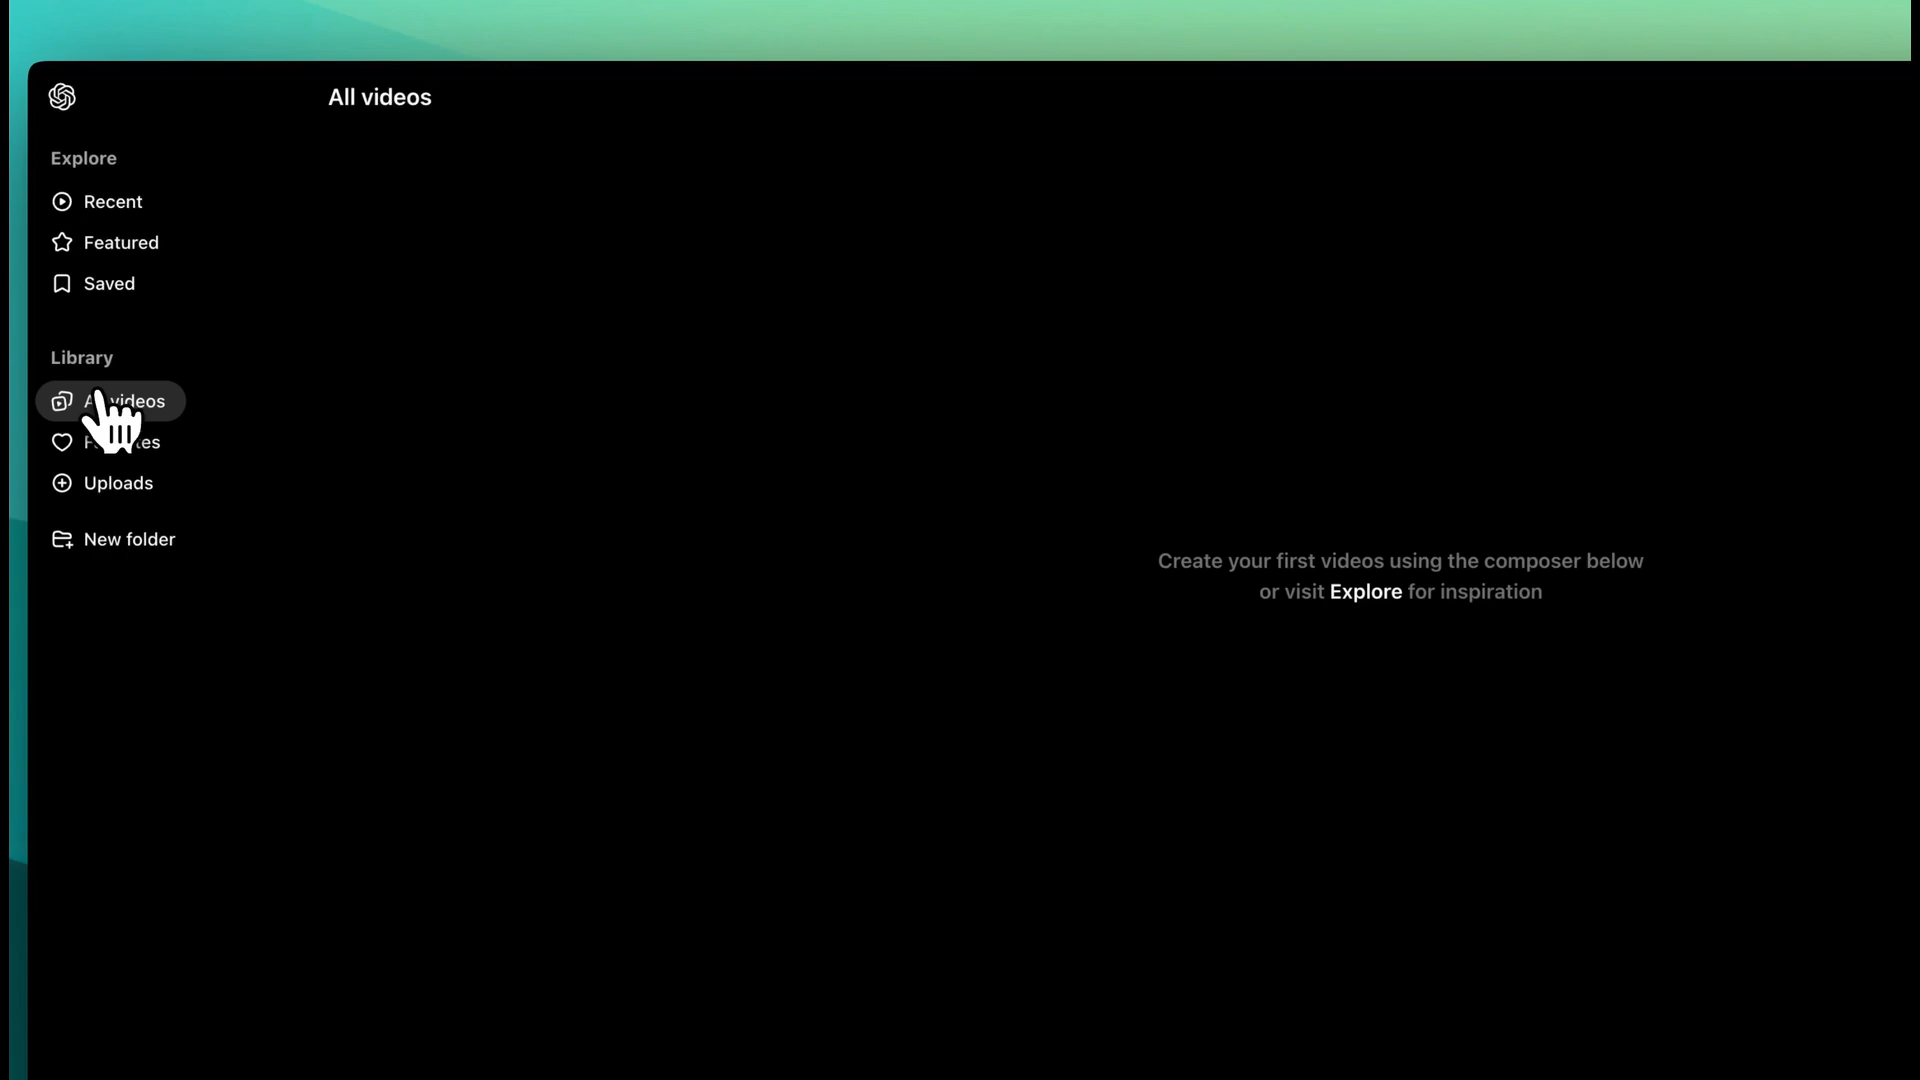 All videos
Explore
Recent
Featured
Saved
Library
videos
Uploads
New folder
Create your first videos using the composer below
or visit Explore for inspiration